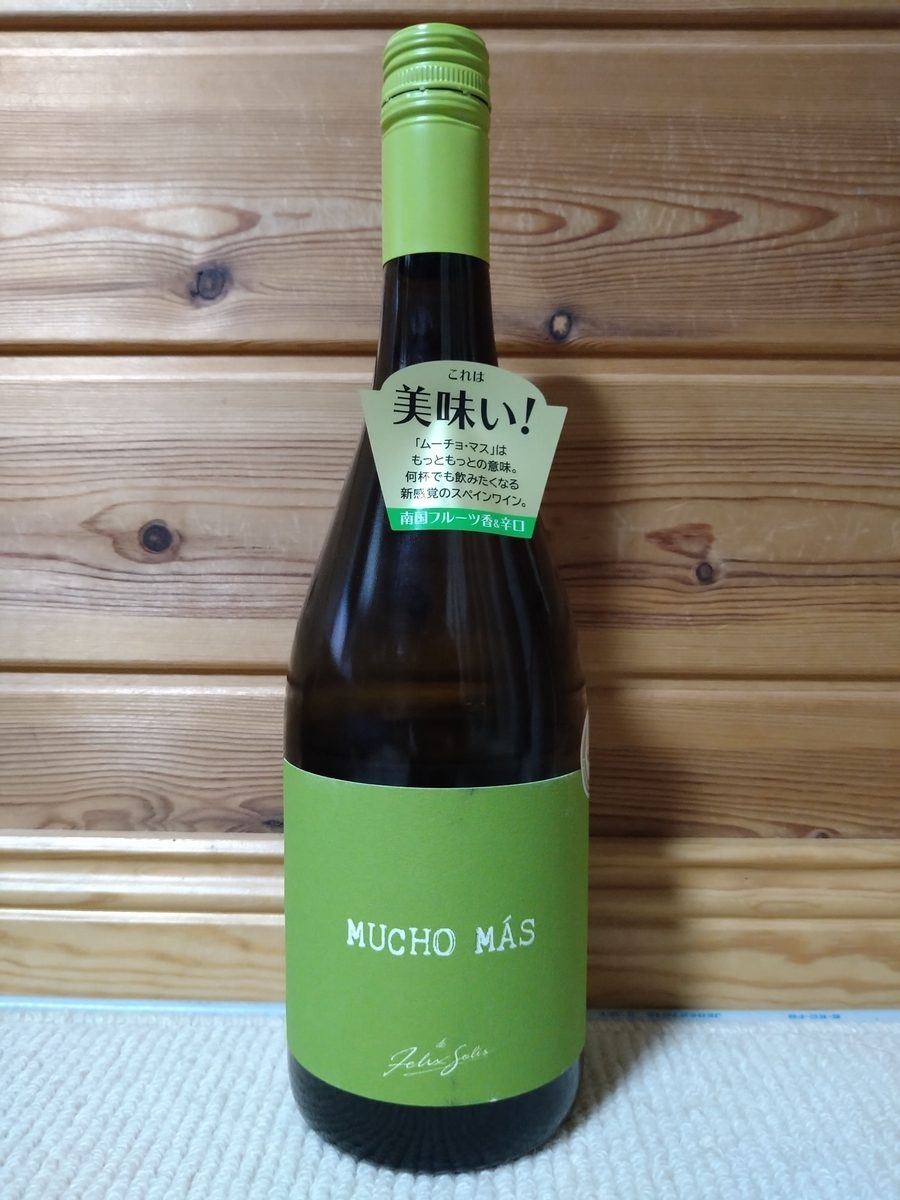 これは
美味い!
「ムーチョ・マス」は
もっともっとの意味。
何杯でも飲みたくなる
新感覚のスペインワイン。
南国フルーツ香&辛口
MUCHO MÁS
de
Felix Solis